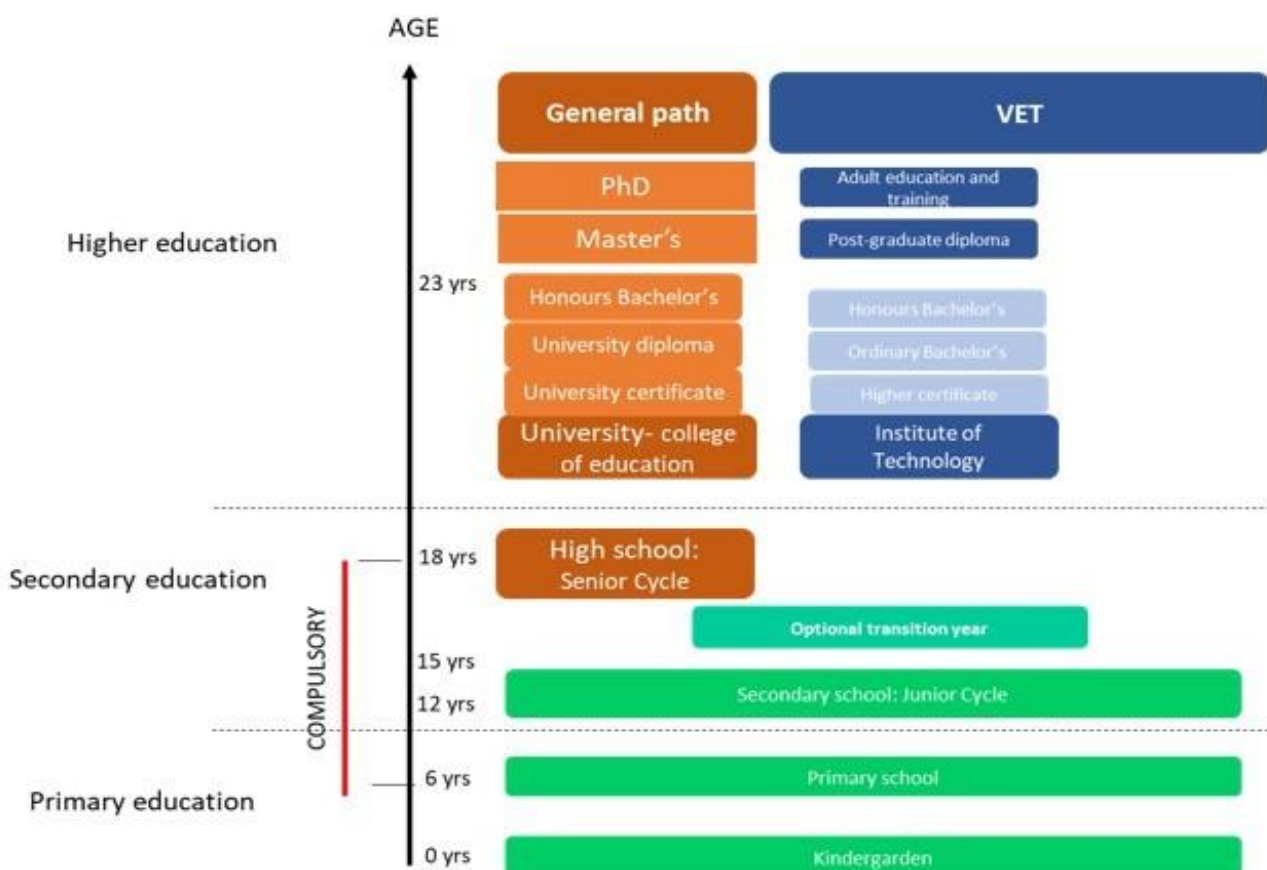 AGE
General path
VET
PhD
Adult education and
training
Higher education
Master's
Post-graduate diploma
23 yrs
Honours Bachelor's
Honours Bachelor's
University diploma
Ordinary Bachelor's
University certificate
Higher certificate
University- college
of education
Institute of
Technology
High school:
Senior Cycle
18 yrs
Secondary education
Optional transition year
COMPULSORY
15 yrs
Secondary school: Junior Cycle
12 yrs
6 yrs
Primary school
Primary education
0 yrs
Kindergarden